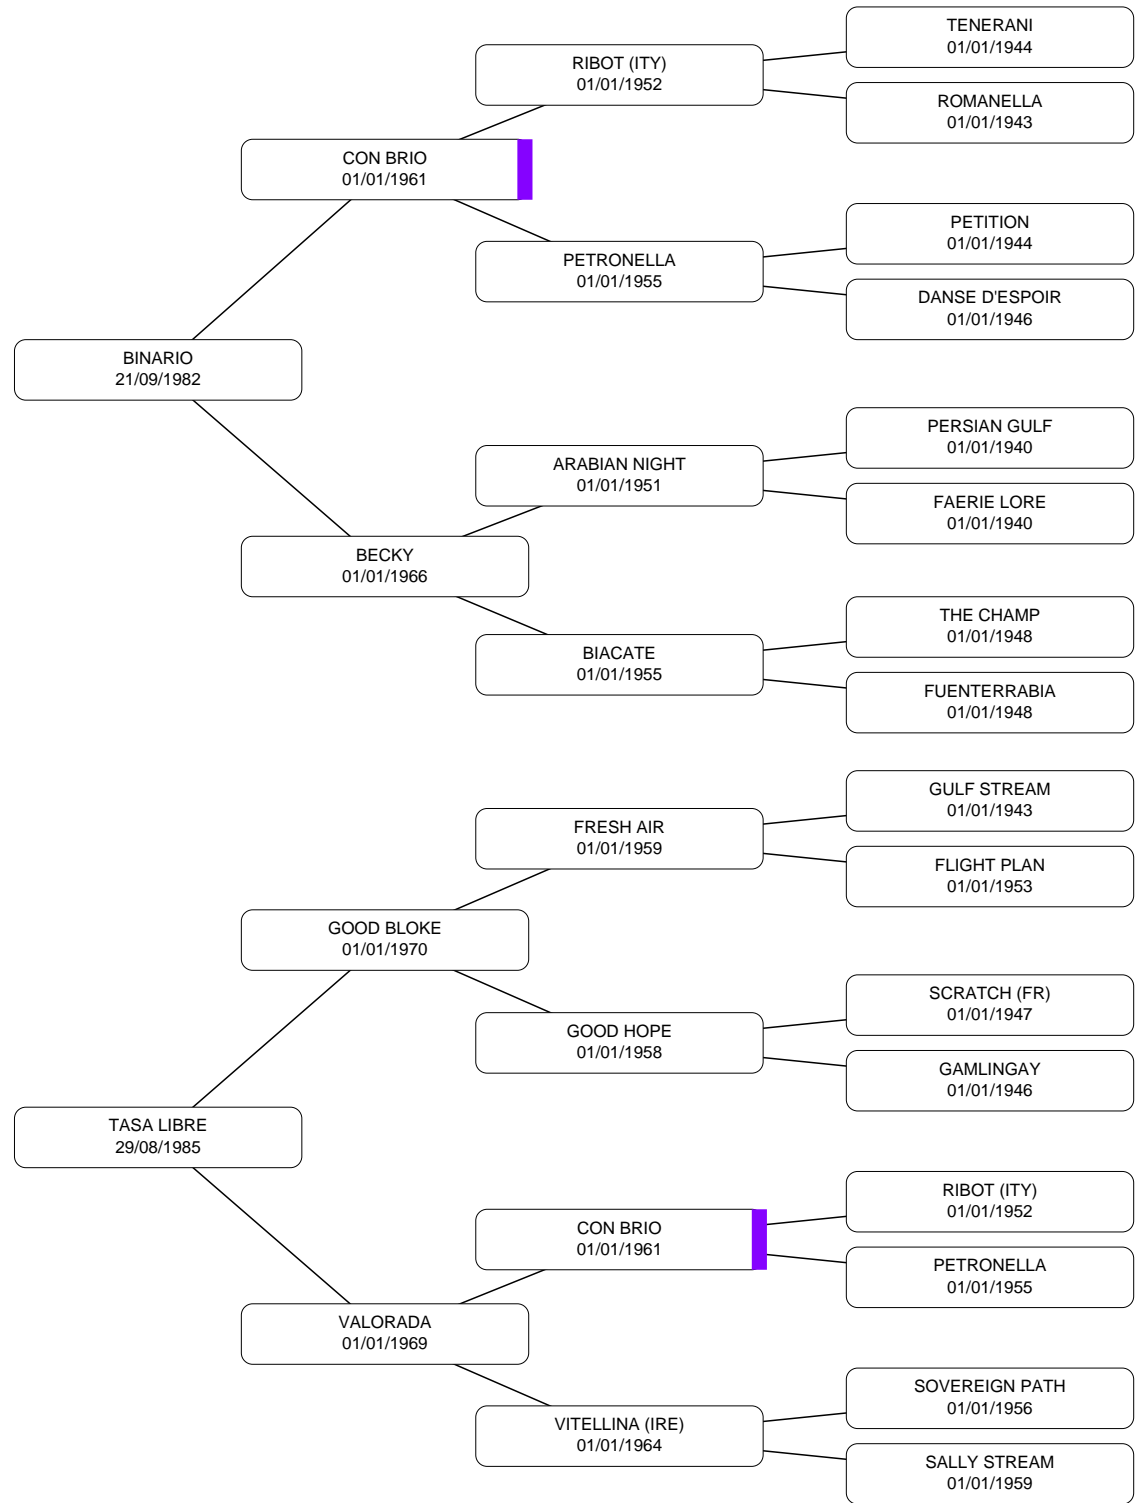 TENERANI
01/01/1944
RIBOT (ITY)
01/01/1952
ROMANELLA
01/01/1943
CON BRIO
01/01/1961
PETITION
01/01/1944
PETRONELLA
01/01/1955
DANSE D'ESPOIR
01/01/1946
BINARIO
21/09/1982
PERSIAN GULF
01/01/1940
ARABIAN NIGHT
01/01/1951
FAERIE LORE
01/01/1940
BECKY
01/01/1966
THE CHAMP
01/01/1948
BIACATE
01/01/1955
FUENTERRABIA
01/01/1948
GULF STREAM
01/01/1943
FRESH AIR
01/01/1959
FLIGHT PLAN
01/01/1953
GOOD BLOKE
01/01/1970
SCRATCH (FR)
01/01/1947
GOOD HOPE
01/01/1958
GAMLINGAY
01/01/1946
TASA LIBRE
29/08/1985
RIBOT (ITY)
01/01/1952
CON BRIO
01/01/1961
PETRONELLA
01/01/1955
VALORADA
01/01/1969
SOVEREIGN PATH
01/01/1956
VITELLINA (IRE)
01/01/1964
SALLY STREAM
01/01/1959